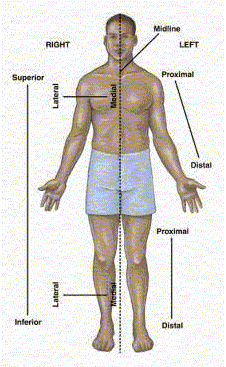 Midline
RIGHT
LEFT
Superior
Proximal
Lateral
Medial
Distal
Proximal
Lateral
Medial
Inferior
Distal